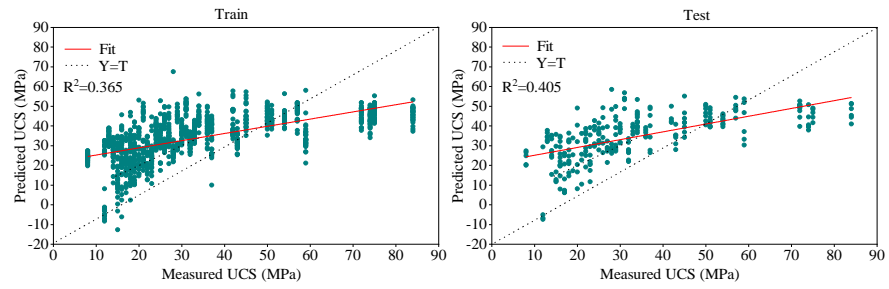 Train
Predicted UCS (MPa)
90
80
70
60
50
40
30
20
10
0
-10
-20
Fit
Y=T
R²=0.365
0 10 20 30 40 50 60 70 80 90
Measured UCS (MPa)
Test
Predicted UCS (MPa)
90
80
70
60
50
40
30
20
10
0
-10
-20
Fit
Y=T
R²=0.405
0 10 20 30 40 50 60 70 80 90
Measured UCS (MPa)